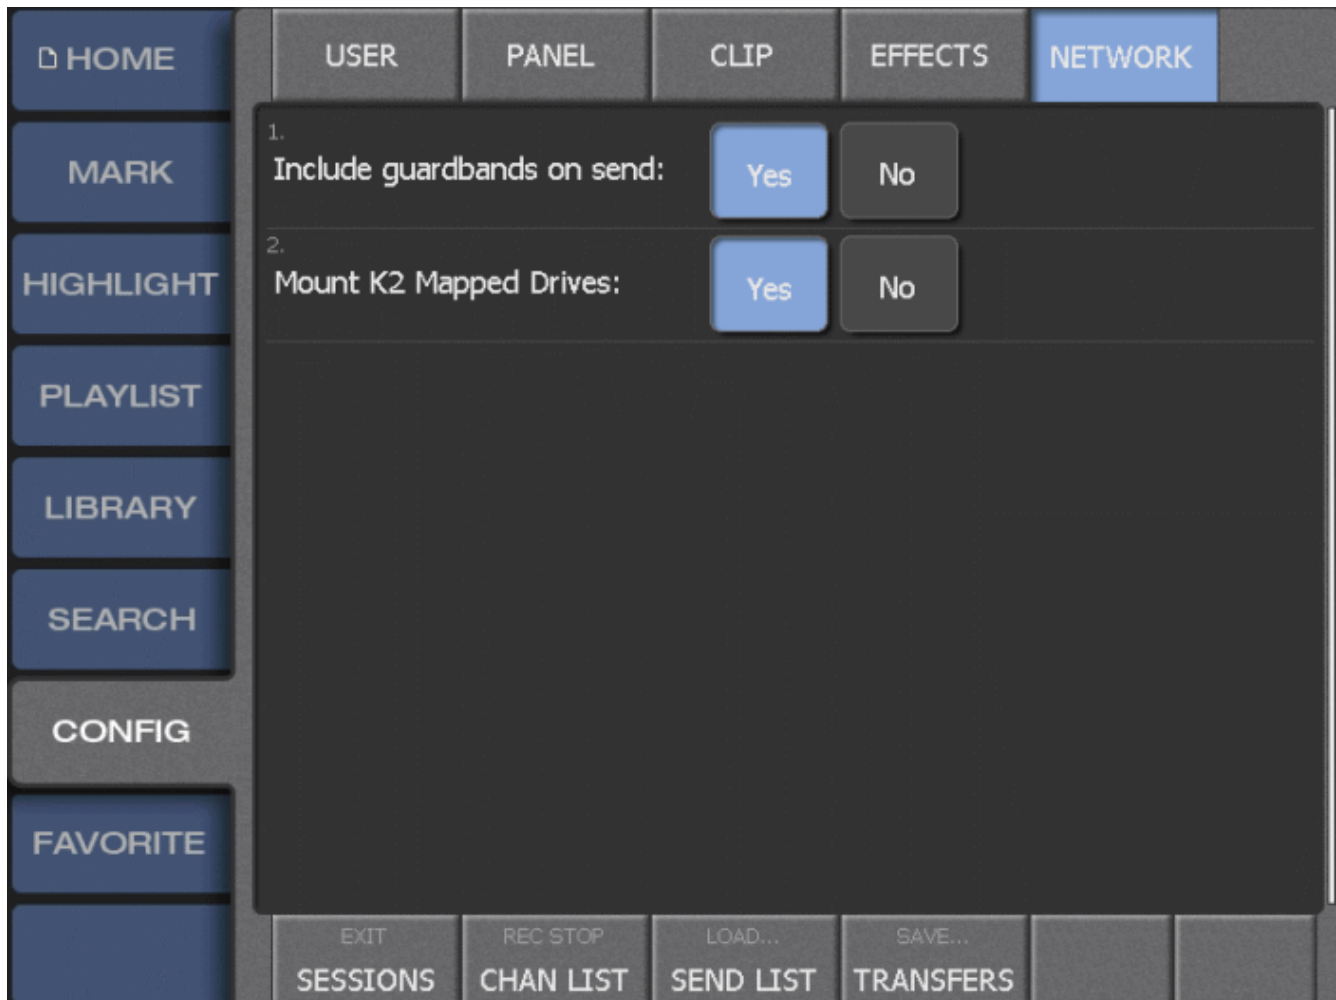 HOME
USER
PANEL
CLIP
EFFECTS
NETWORK
MARK
HIGHLIGHT
PLAYLIST
LIBRARY
SEARCH
CONFIG
FAVORITE
1.
Include guardbands on send:
Yes
No
2.
Mount K2 Mapped Drives:
Yes
No
EXIT
SESSIONS
REC STOP
CHAN LIST
LOAD...
SEND LIST
SAVE...
TRANSFERS